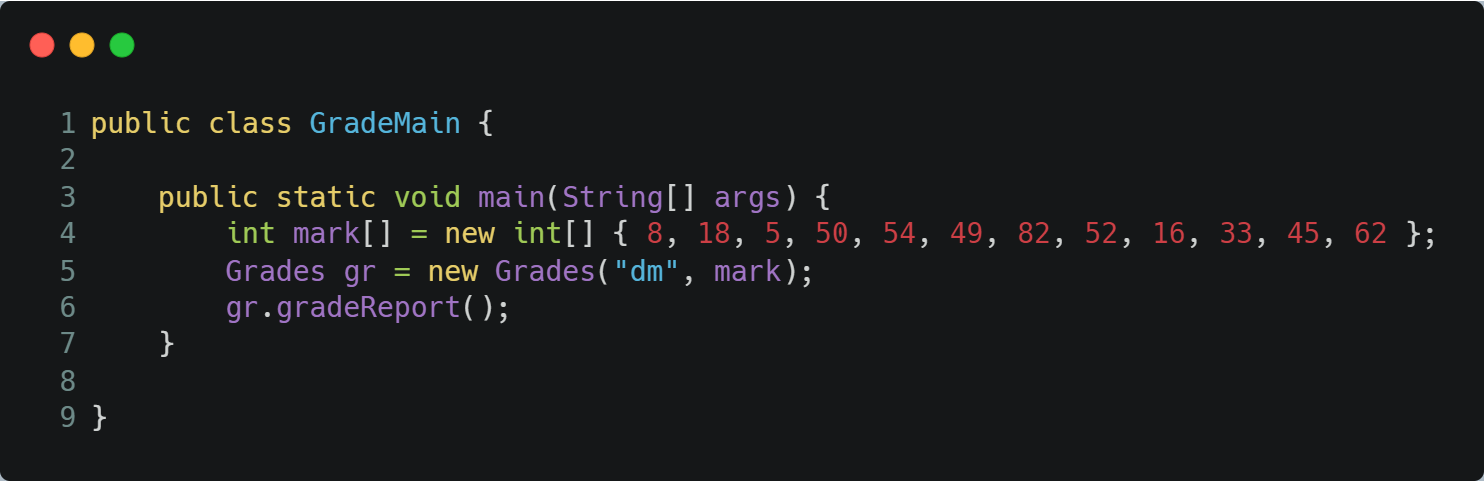 1 public class GradeMain {
2
3     public static void main(String[] args) {
4         int mark[] = new int[] { 8, 18, 5, 50, 54, 49, 82, 52, 16, 33, 45, 62 };
5         Grades gr = new Grades("dm", mark);
6         gr.gradeReport();
7     }
8
9 }